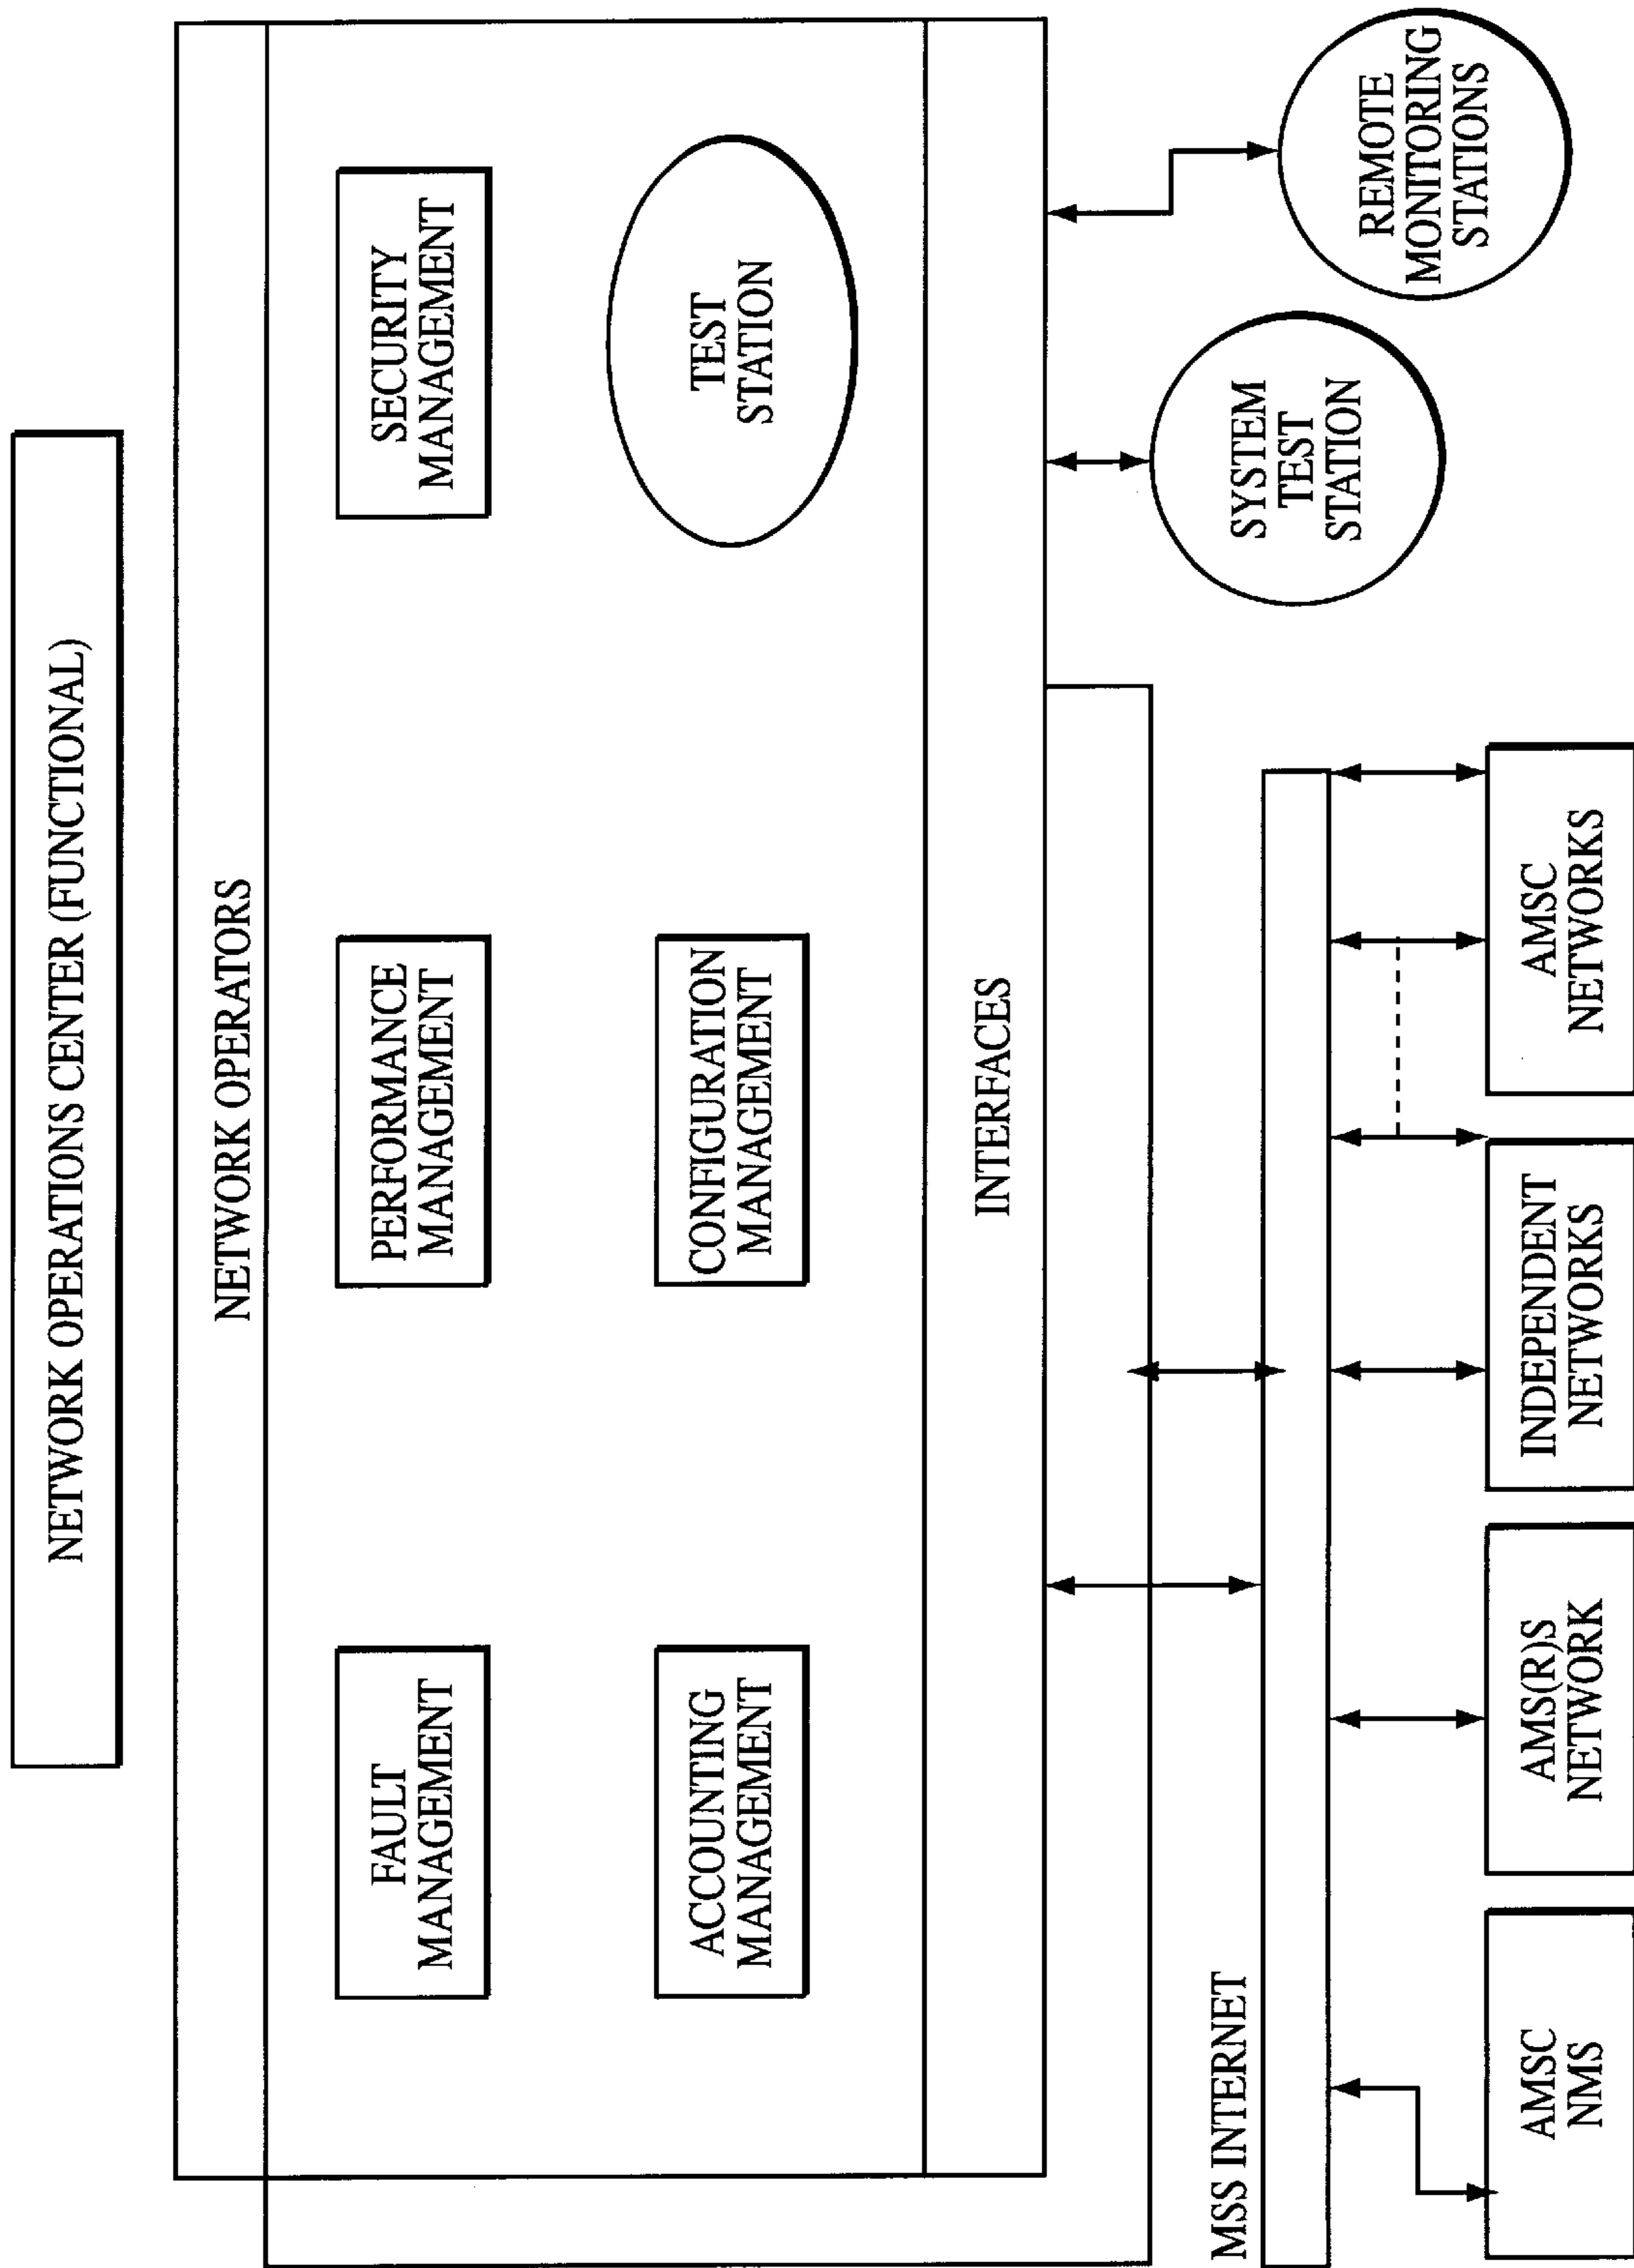 NETWORK OPERATIONS CENTER (FUNCTIONAL)
NETWORK OPERATORS
FAULT
MANAGEMENT
PERFORMANCE
MANAGEMENT
SECURITY
MANAGEMENT
ACCOUNTING
MANAGEMENT
CONFIGURATION
MANAGEMENT
TEST
STATION
INTERFACES
MSS INTERNET
SYSTEM
TEST
STATION
REMOTE
MONITORING
STATIONS
AMSC
NMS
AMS(R)S
NETWORK
INDEPENDENT
NETWORKS
AMSC
NETWORKS